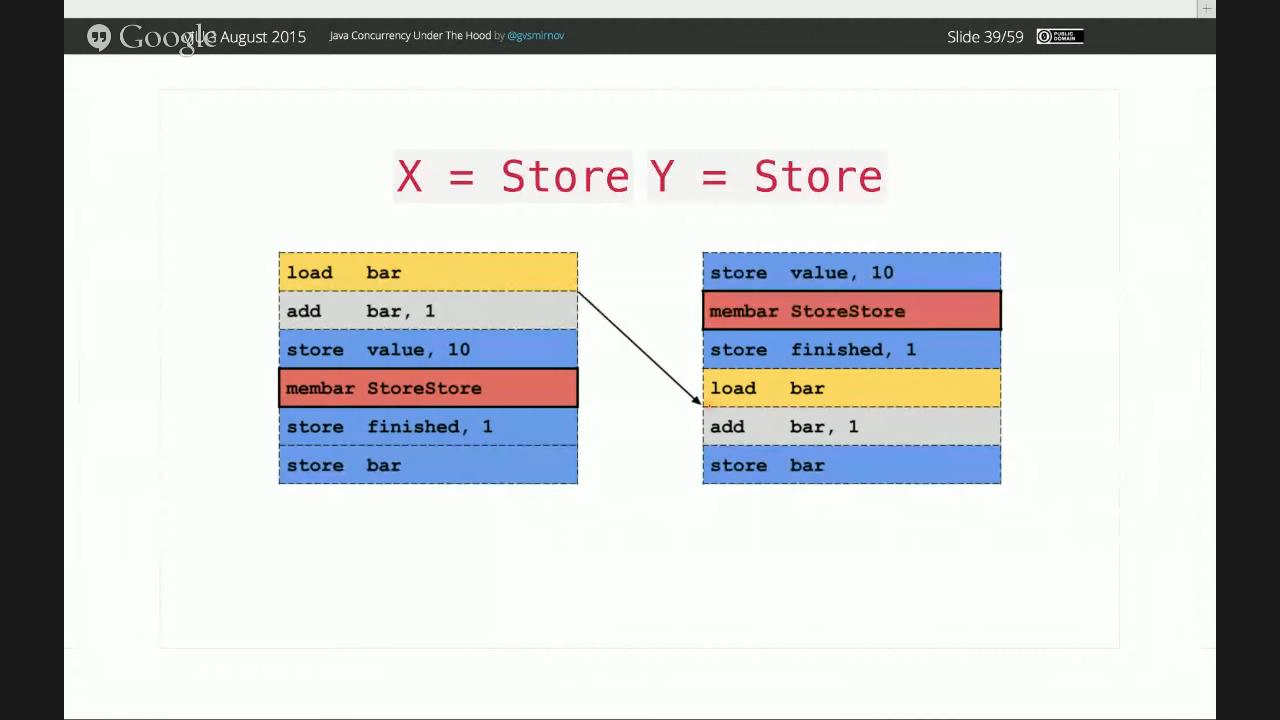 Google
August 2015
Java Concurrency Under The Hood by @gvsmirnov
Slide 39/59
PUBLIC DOMAIN
X = Store Y = Store
load bar
add bar, 1
store value, 10
membar StoreStore
store finished, 1
store bar
store value, 10
membar StoreStore
store finished, 1
load bar
add bar, 1
store bar